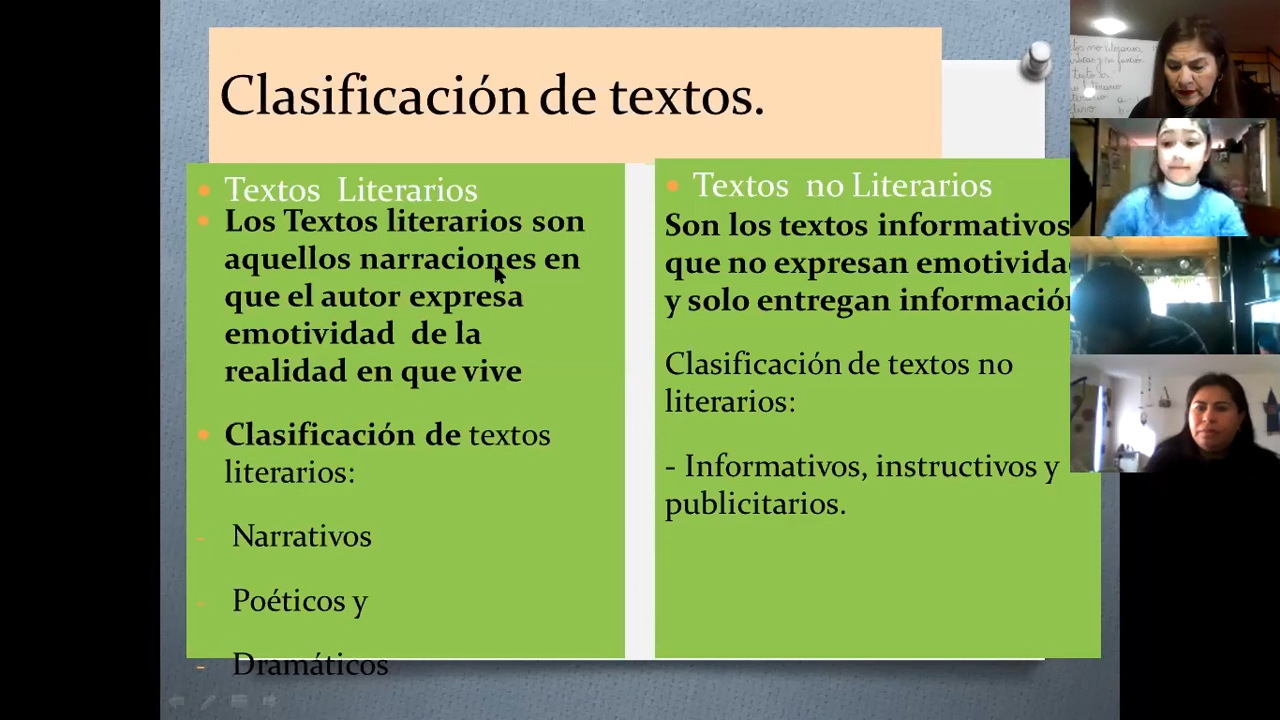 Clasificación de textos.
Textos Literarios
Los Textos literarios son
aquellos narraciones en
que el autor expresa
emotividad de la
realidad en que vive
Clasificación de textos
literarios:
- Narrativos
- Poéticos y
- Dramáticos
Textos no Literarios
Son los textos informativos
que no expresan emotivida
y solo entregan información
Clasificación de textos no
literarios:
- Informativos, instructivos y
publicitarios.